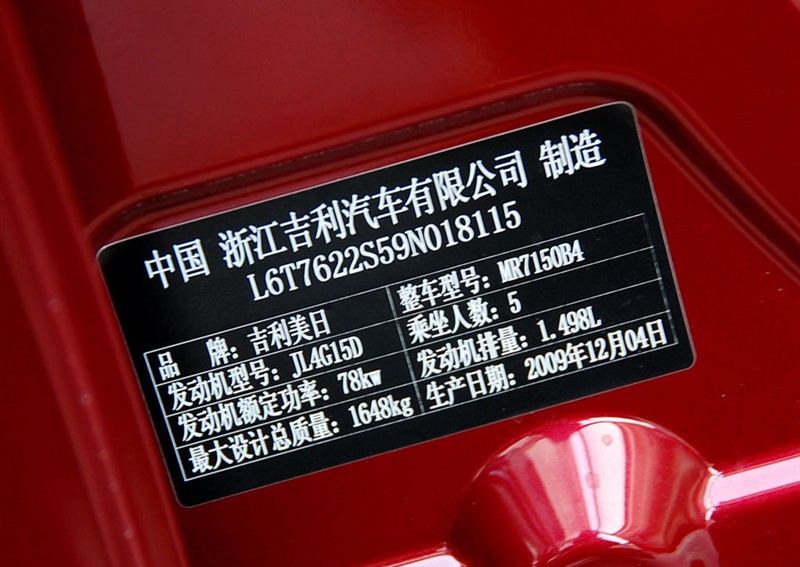 中国 浙江吉利汽车有限公司 制造
L6T7622S59N018115
品 牌：吉利美日 整车型号：MR7150B4
发动机型号：JL4G15D 乘坐人数：5
发动机额定功率：78kw 发动机排量：1.498L
最大设计总质量：1648kg 生产日期：2009年12月04日